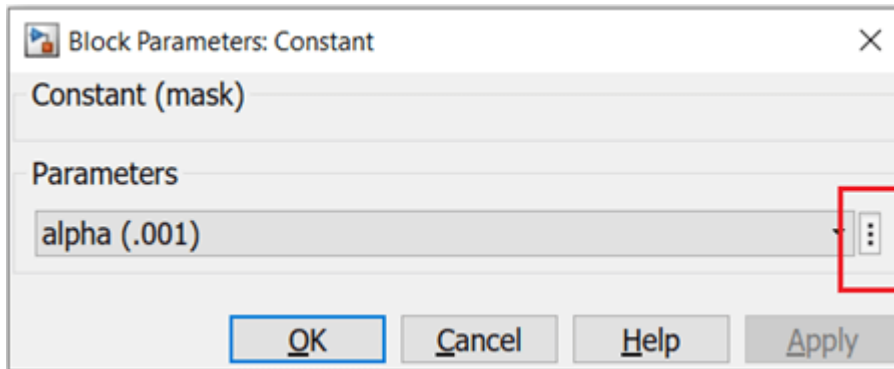 Block Parameters: Constant
Constant (mask)
Parameters
alpha (.001)
OK Cancel Help Apply